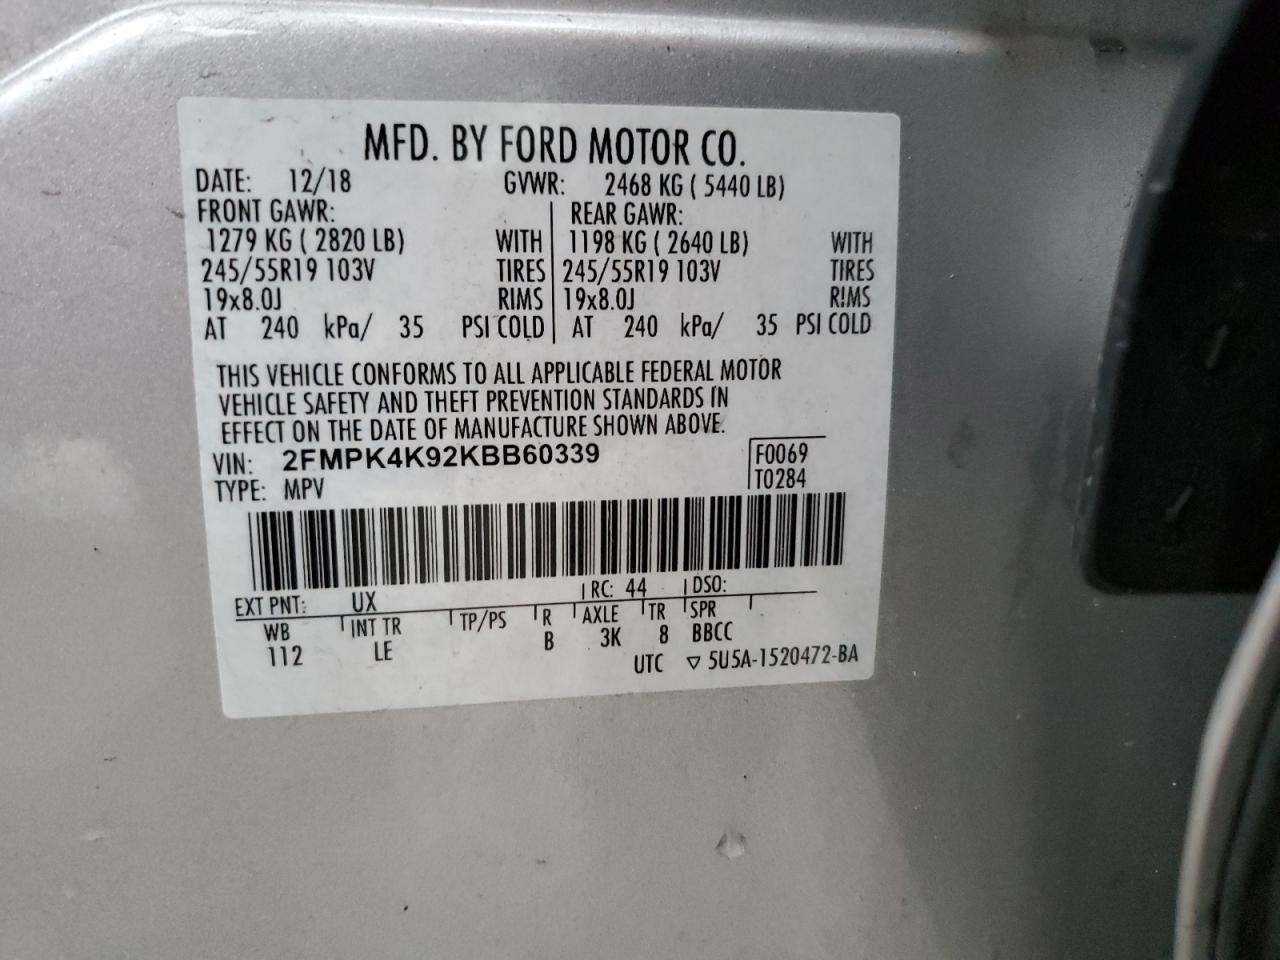 MFD. BY FORD MOTOR CO.
DATE: 12/18 GVWR: 2468 KG ( 5440 LB)
FRONT GAWR: REAR GAWR:
1279 KG ( 2820 LB) WITH 1198 KG ( 2640 LB) WITH
245/55R19 103V TIRES 245/55R19 103V TIRES
19x8.0J RIMS 19x8.0J RIMS
AT 240 kPa/ 35 PSI COLD AT 240 kPa/ 35 PSI COLD
THIS VEHICLE CONFORMS TO ALL APPLICABLE FEDERAL MOTOR
VEHICLE SAFETY AND THEFT PREVENTION STANDARDS IN
EFFECT ON THE DATE OF MANUFACTURE SHOWN ABOVE.
VIN: 2FMPK4K92KBB60339 F0069
TYPE: MPV T0284
EXT PNT: UX RC: 44 DSO:
WB INT TR TP/PS R AXLE TR SPR
112 LE B 3K 8 BBCC
UTC ▽ 5U5A-1520472-BA